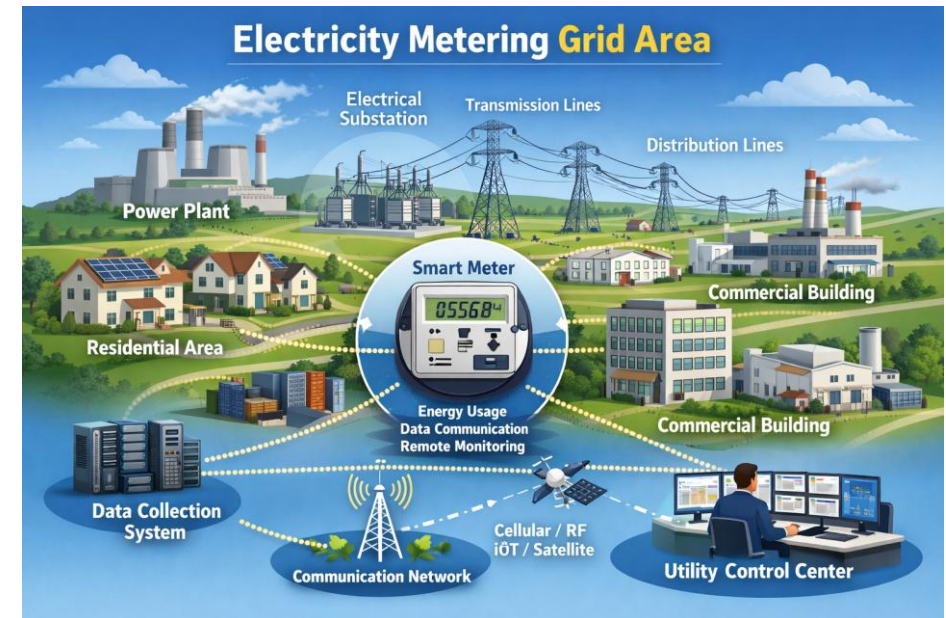 Electricity Metering Grid Area
Electrical
Substation
Transmission Lines
Distribution Lines
Power Plant
Smart Meter
05568
Commercial Building
Residential Area
Energy Usage
Data Communication
Remote Monitoring
Commercial Building
Data Collection
System
Cellular / RF
iÖT / Satellite
Communication Network
Utility Control Center